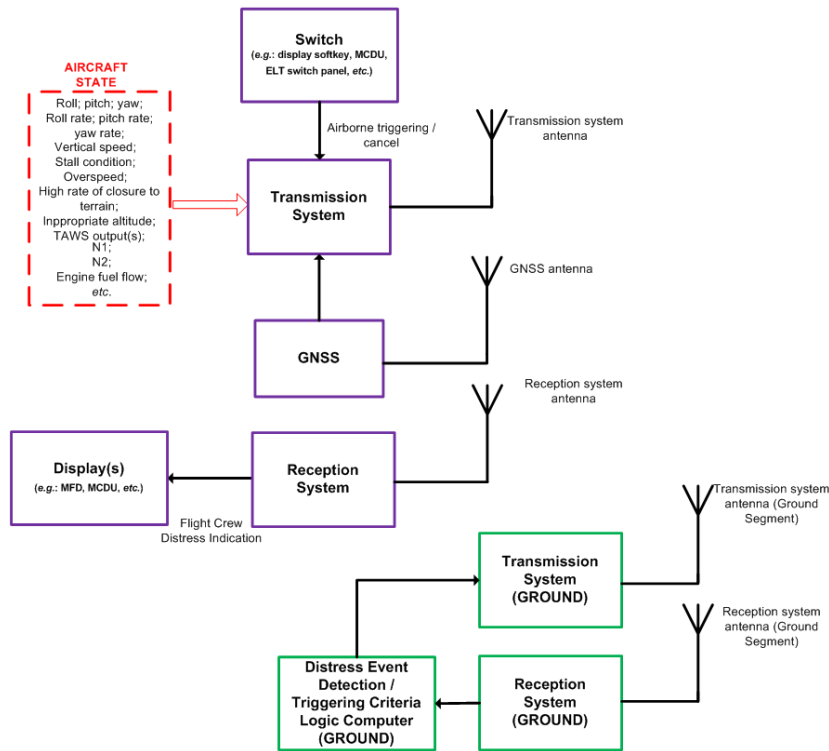 Switch
(e.g.: display softkey, MCDU,
ELT switch panel, etc.)
AIRCRAFT
STATE
Roll; pitch; yaw;
Roll rate; pitch rate;
yaw rate;
Vertical speed;
Stall condition;
Overspeed;
High rate of closure to
terrain;
Inppropriate altitude;
TAWS output(s);
N1;
N2;
Engine fuel flow;
etc.
Airborne triggering /
cancel
Transmission system
antenna
Transmission
System
GNSS antenna
GNSS
Reception system
antenna
Display(s)
(e.g.: MFD, MCDU, etc.)
Reception
System
Flight Crew
Distress Indication
Transmission system
antenna (Ground
Segment)
Transmission
System
(GROUND)
Reception system
antenna (Ground
Segment)
Distress Event
Detection /
Triggering Criteria
Logic Computer
(GROUND)
Reception
System
(GROUND)